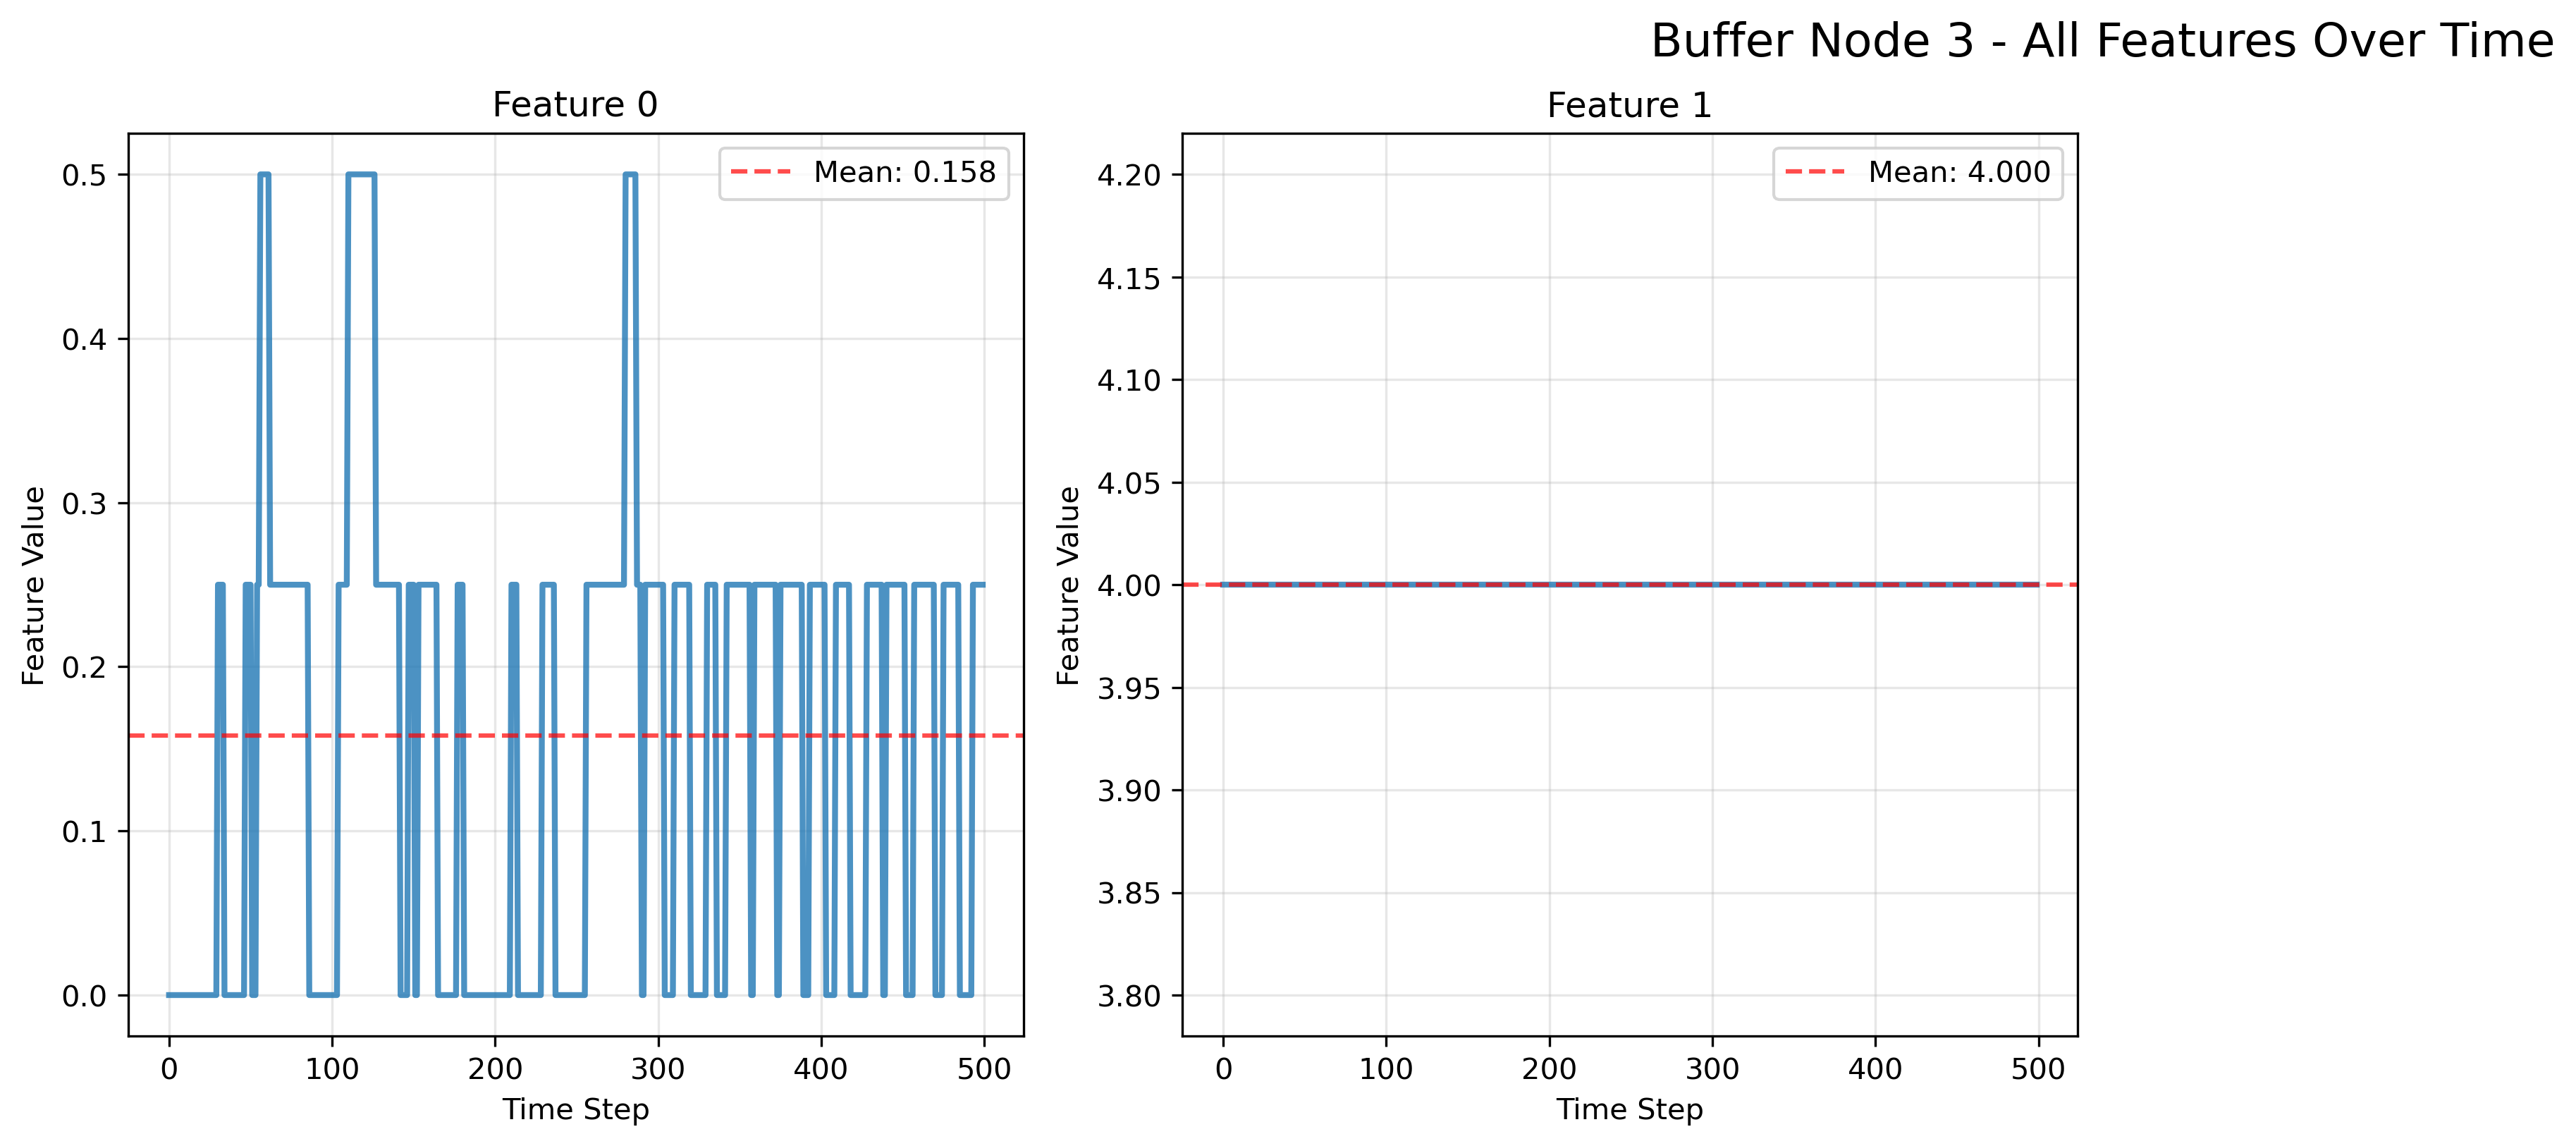 Buffer Node 3 - All Features Over Time
Feature 0
Mean: 0.158
0.5
0.4
0.3
0.2
0.1
0.0
Feature Value
0 100 200 300 400 500
Time Step
Feature 1
Mean: 4.000
4.20
4.15
4.10
4.05
4.00
3.95
3.90
3.85
3.80
Feature Value
0 100 200 300 400 500
Time Step